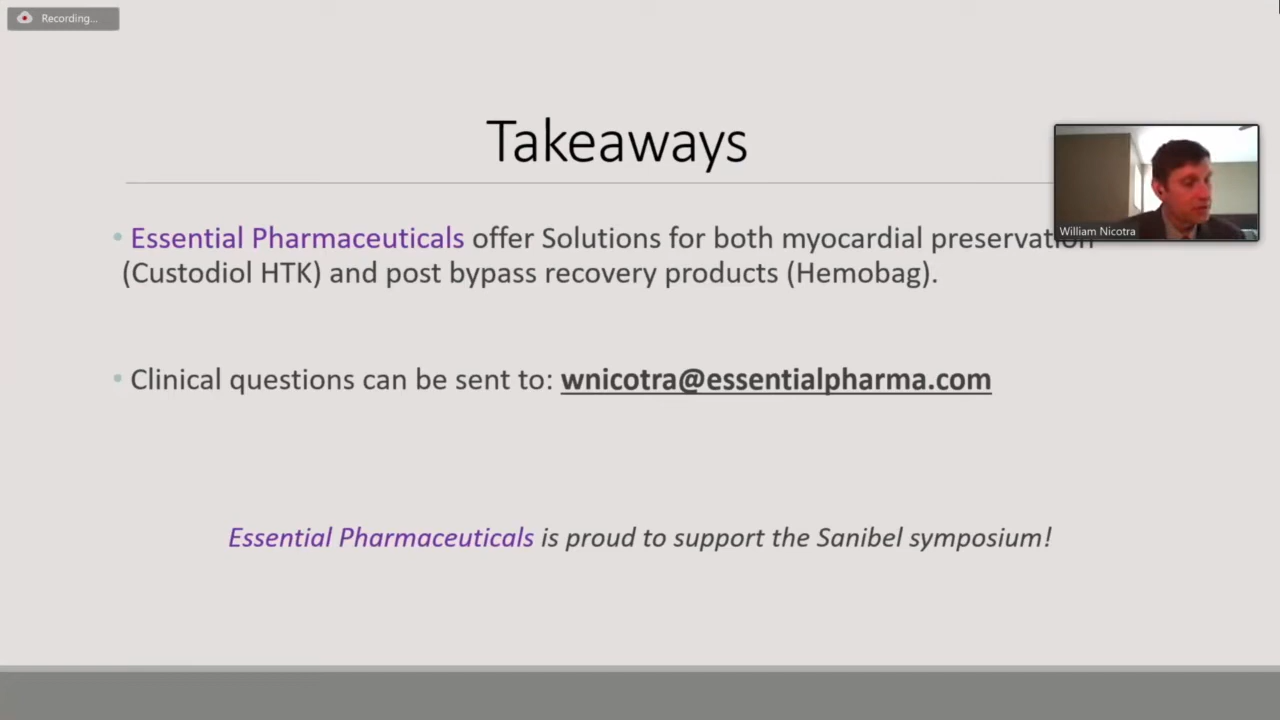 Recording...
Takeaways
William Nicotra
• Essential Pharmaceuticals offer Solutions for both myocardial preservation
(Custodiol HTK) and post bypass recovery products (Hemobag).
• Clinical questions can be sent to: wnicotra@essentialpharma.com
Essential Pharmaceuticals is proud to support the Sanibel symposium!